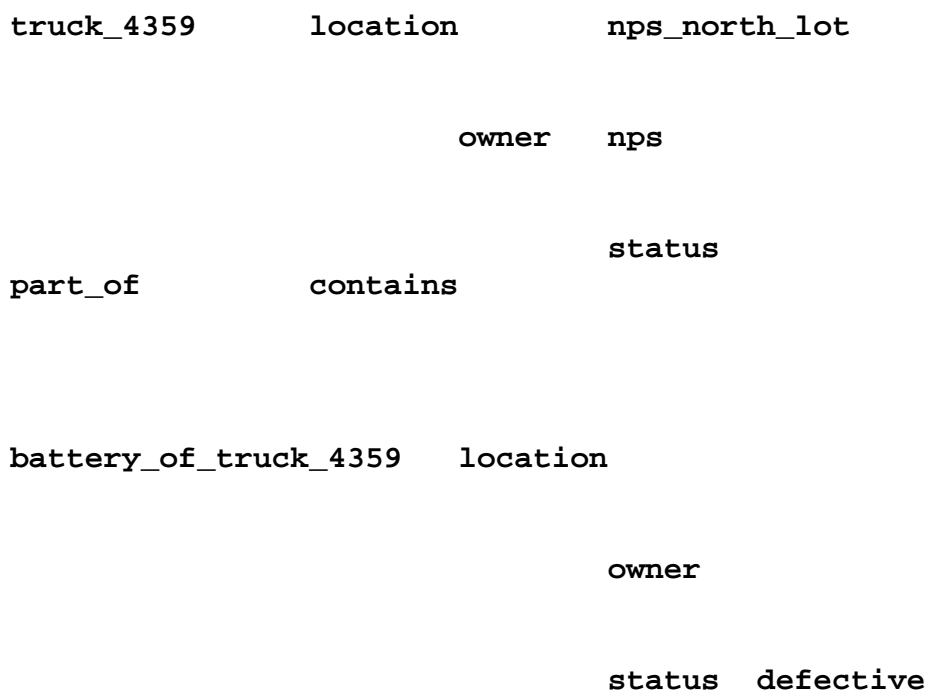 truck_4359 location nps_north_lot
owner nps
status
part_of contains
battery_of_truck_4359 location
owner
status defective